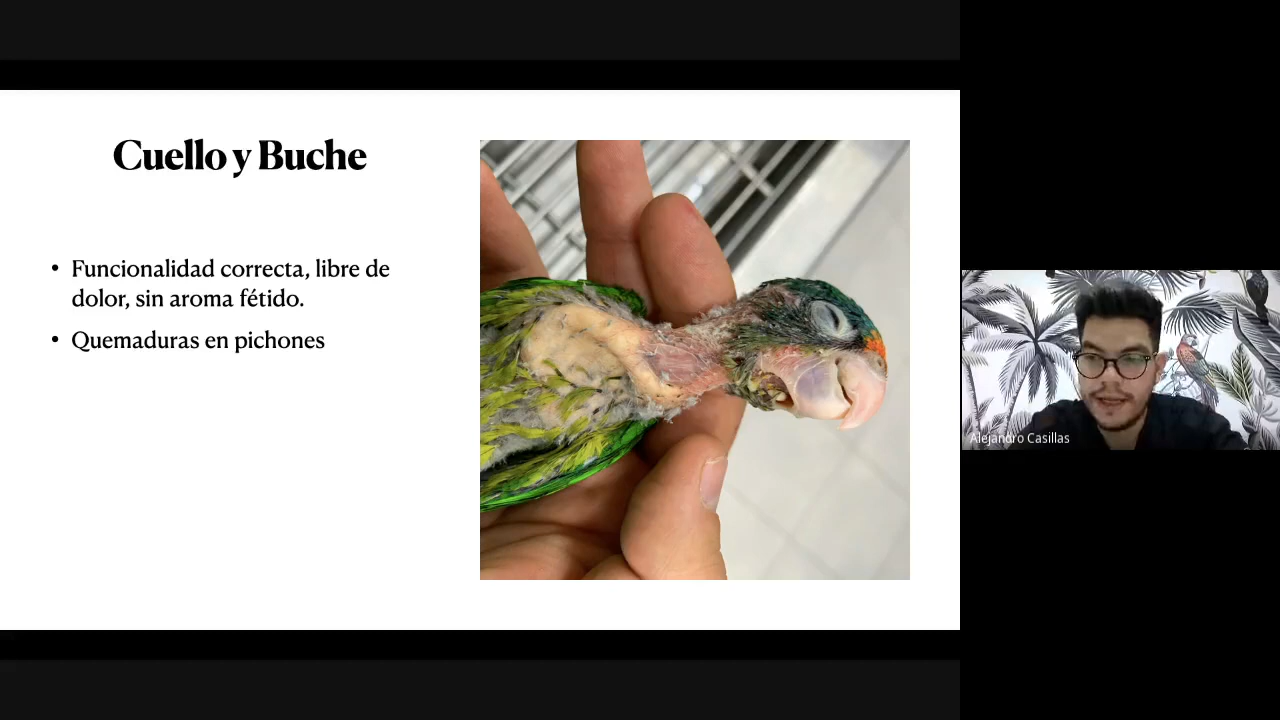 Cuello y Buche
• Funcionalidad correcta, libre de
dolor, sin aroma fétido.
• Quemaduras en pichones
Alejandro Casillas